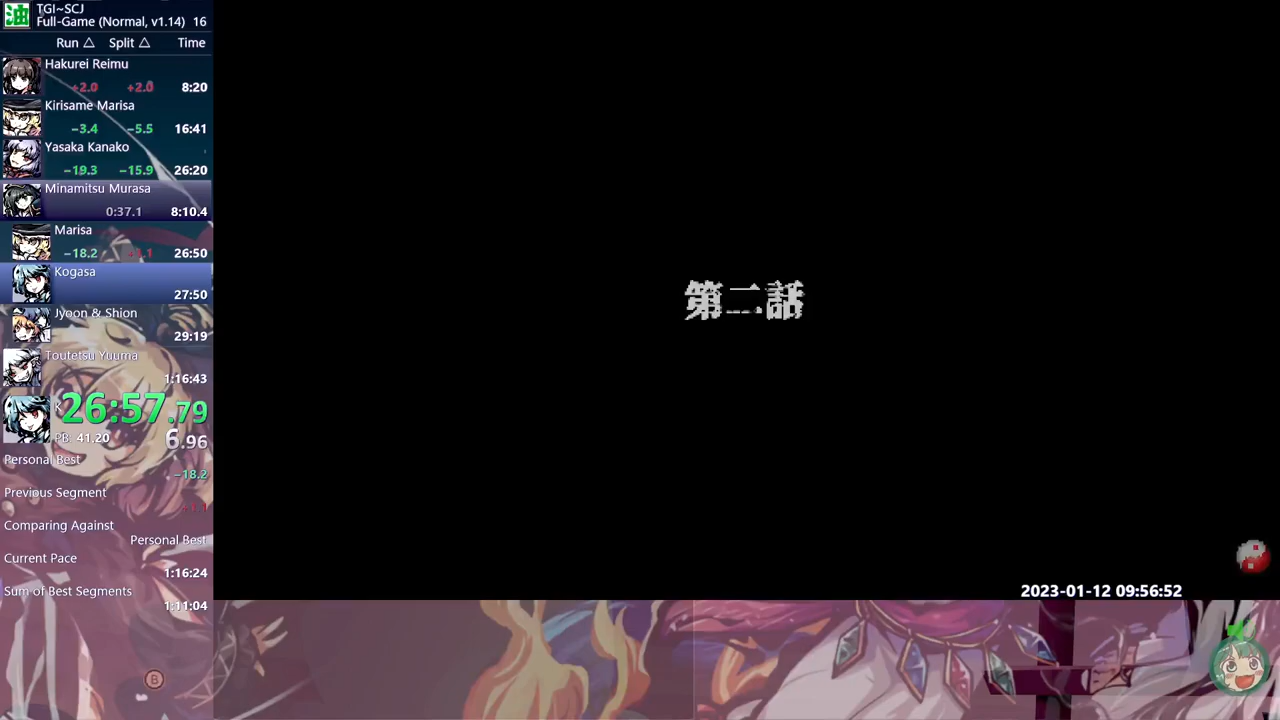 油 TGI~SCJ
Full-Game (Normal, v1.14) 16
Run △ Split △ Time
Hakurei Reimu
+2.0 +2.0 8:20
Kirisame Marisa
−3.4 −5.5 16:41
Yasaka Kanako
−19.3 −15.9 26:20
Minamitsu Murasa
0:37.1 8:10.4
Marisa
−18.2 +1.1 26:50
Kogasa
27:50
Jyoon & Shion
29:19
Toutetsu Yuuma
1:16:43
26:57.79
PB: 41.20 6.96
Personal Best
−18.2
Previous Segment
+1.1
Comparing Against
Personal Best
Current Pace
1:16:24
Sum of Best Segments
1:11:04
第二話
2023-01-12 09:56:52